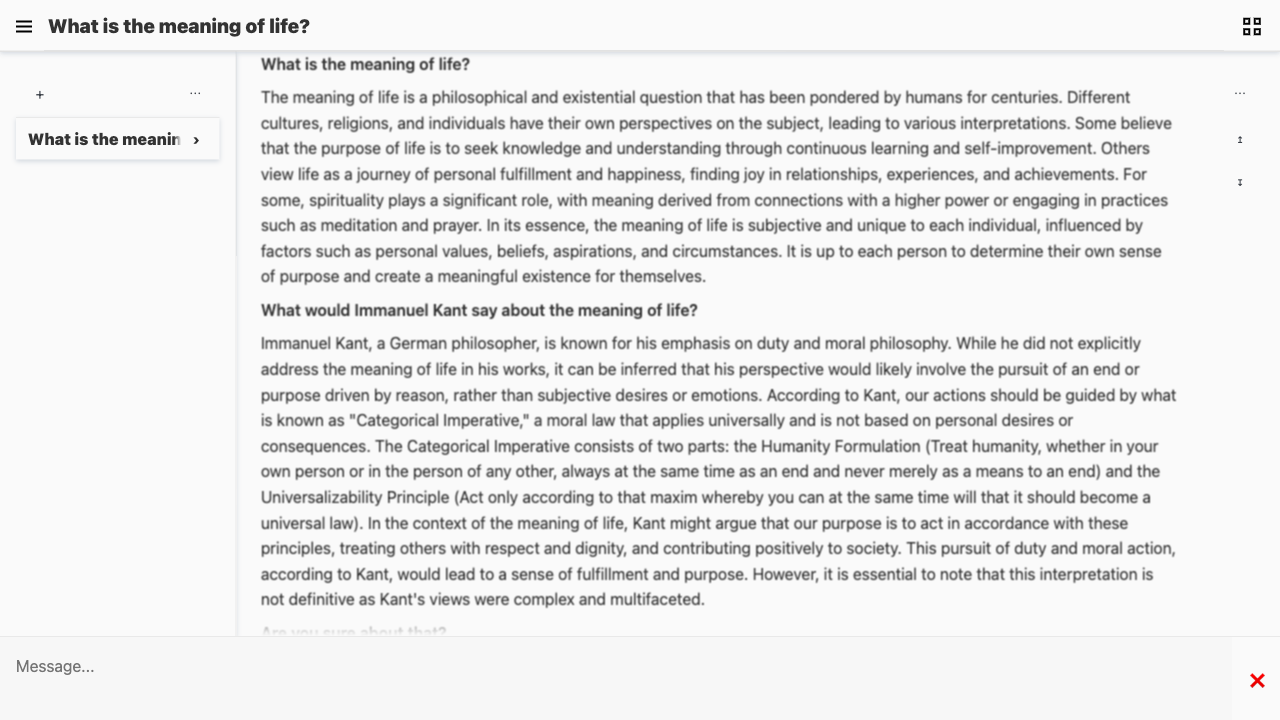 What is the meaning of life?
+ ...
What is the meanin ›
What is the meaning of life?
The meaning of life is a philosophical and existential question that has been pondered by humans for centuries. Different
cultures, religions, and individuals have their own perspectives on the subject, leading to various interpretations. Some believe
that the purpose of life is to seek knowledge and understanding through continuous learning and self-improvement. Others
view life as a journey of personal fulfillment and happiness, finding joy in relationships, experiences, and achievements. For
some, spirituality plays a significant role, with meaning derived from connections with a higher power or engaging in practices
such as meditation and prayer. In its essence, the meaning of life is subjective and unique to each individual, influenced by
factors such as personal values, beliefs, aspirations, and circumstances. It is up to each person to determine their own sense
of purpose and create a meaningful existence for themselves.
What would Immanuel Kant say about the meaning of life?
Immanuel Kant, a German philosopher, is known for his emphasis on duty and moral philosophy. While he did not explicitly
address the meaning of life in his works, it can be inferred that his perspective would likely involve the pursuit of an end or
purpose driven by reason, rather than subjective desires or emotions. According to Kant, our actions should be guided by what
is known as "Categorical Imperative," a moral law that applies universally and is not based on personal desires or
consequences. The Categorical Imperative consists of two parts: the Humanity Formulation (Treat humanity, whether in your
own person or in the person of any other, always at the same time as an end and never merely as a means to an end) and the
Universalizability Principle (Act only according to that maxim whereby you can at the same time will that it should become a
universal law). In the context of the meaning of life, Kant might argue that our purpose is to act in accordance with these
principles, treating others with respect and dignity, and contributing positively to society. This pursuit of duty and moral action,
according to Kant, would lead to a sense of fulfillment and purpose. However, it is essential to note that this interpretation is
not definitive as Kant's views were complex and multifaceted.
Are you sure about that?
...
↥
↧
Message...